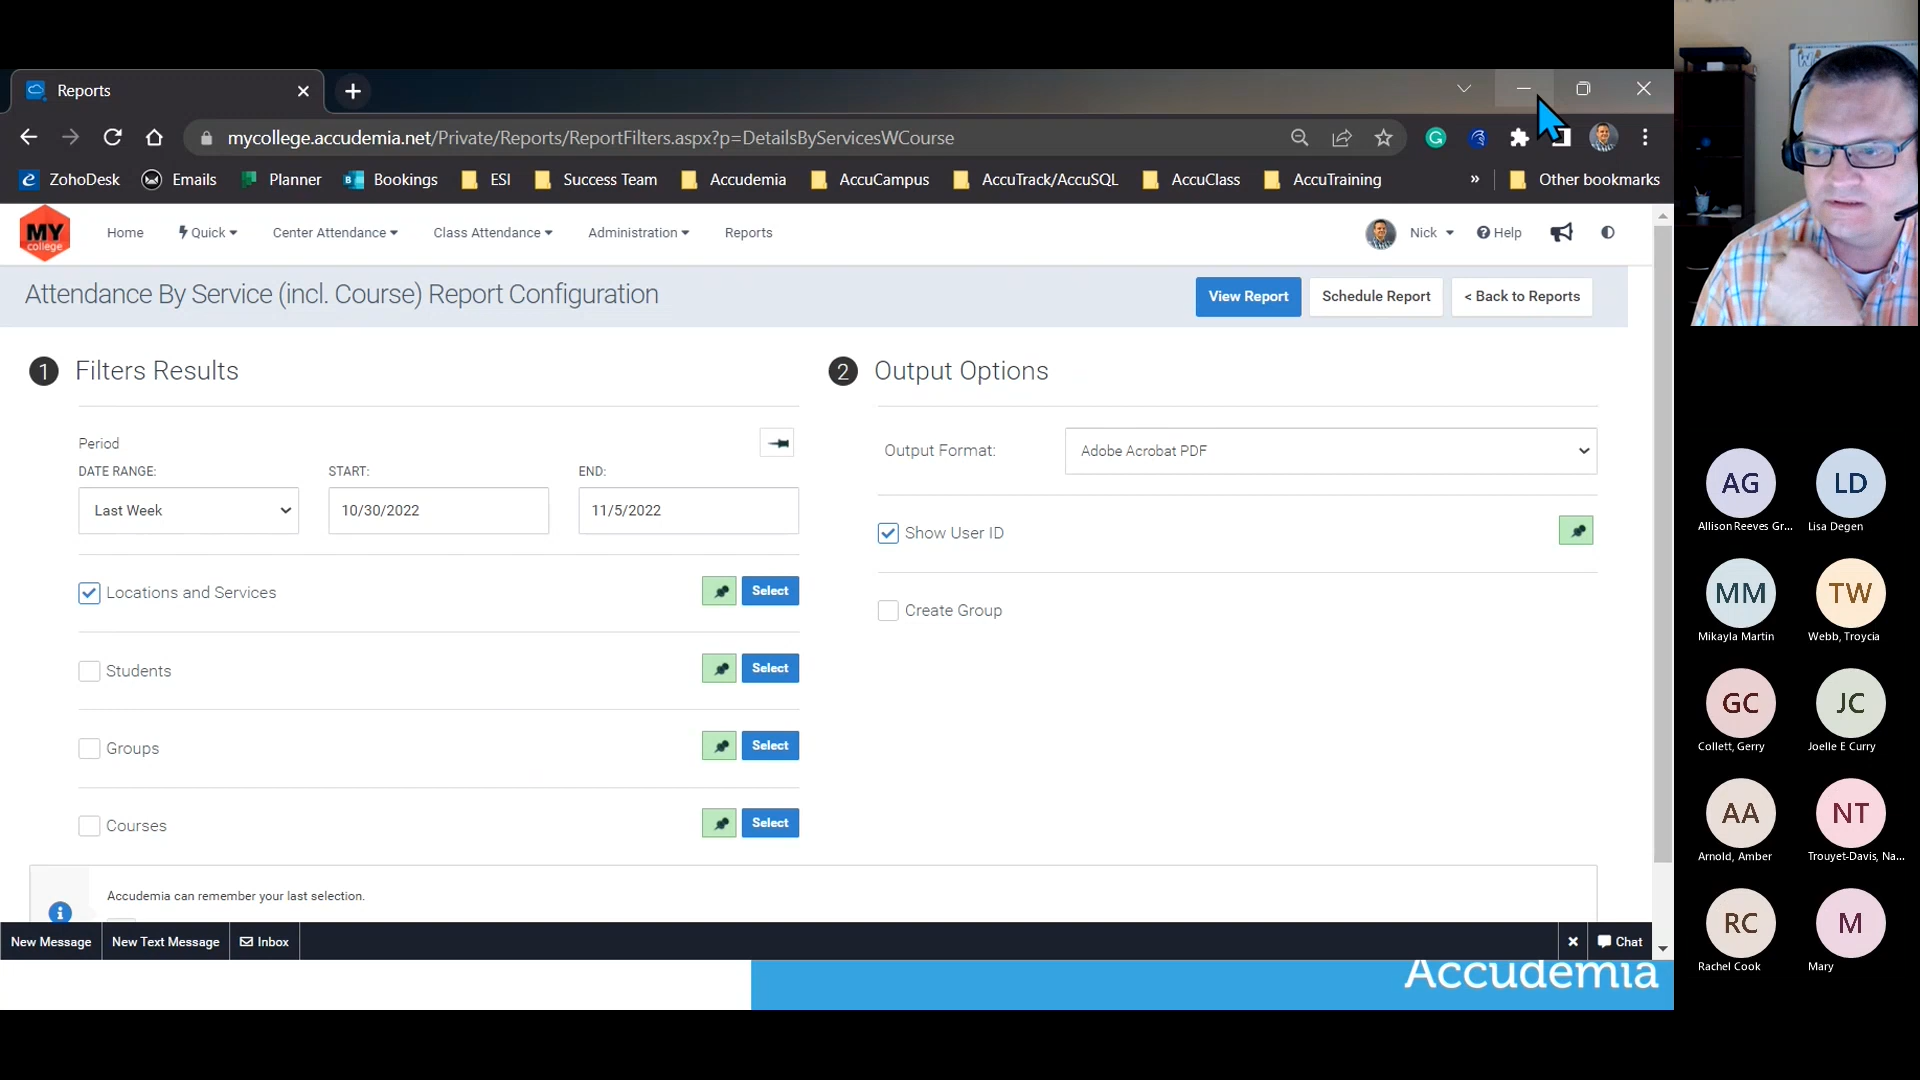 Reports
mycollege.accudemia.net/Private/Reports/ReportFilters.aspx?p=DetailsByServicesWCourse
ZohoDesk Emails Planner Bookings ESI Success Team Accudemia AccuCampus AccuTrack/AccuSQL AccuClass AccuTraining » Other bookmarks
MY college Home Quick Center Attendance Class Attendance Administration Reports Nick Help
Attendance By Service (incl. Course) Report Configuration View Report Schedule Report < Back to Reports
1 Filters Results
Period
DATE RANGE: START: END:
Last Week 10/30/2022 11/5/2022
Locations and Services Select
Students Select
Groups Select
Courses Select
2 Output Options
Output Format: Adobe Acrobat PDF
Show User ID
Create Group
Accudemia can remember your last selection.
New Message New Text Message Inbox Chat
Accudemia
AG LD
Allison Reeves Gr... Lisa Degen
MM TW
Mikayla Martin Webb, Troycia
GC JC
Collett, Gerry Joelle E Curry
AA NT
Arnold, Amber Trouyet-Davis, Na...
RC M
Rachel Cook Mary